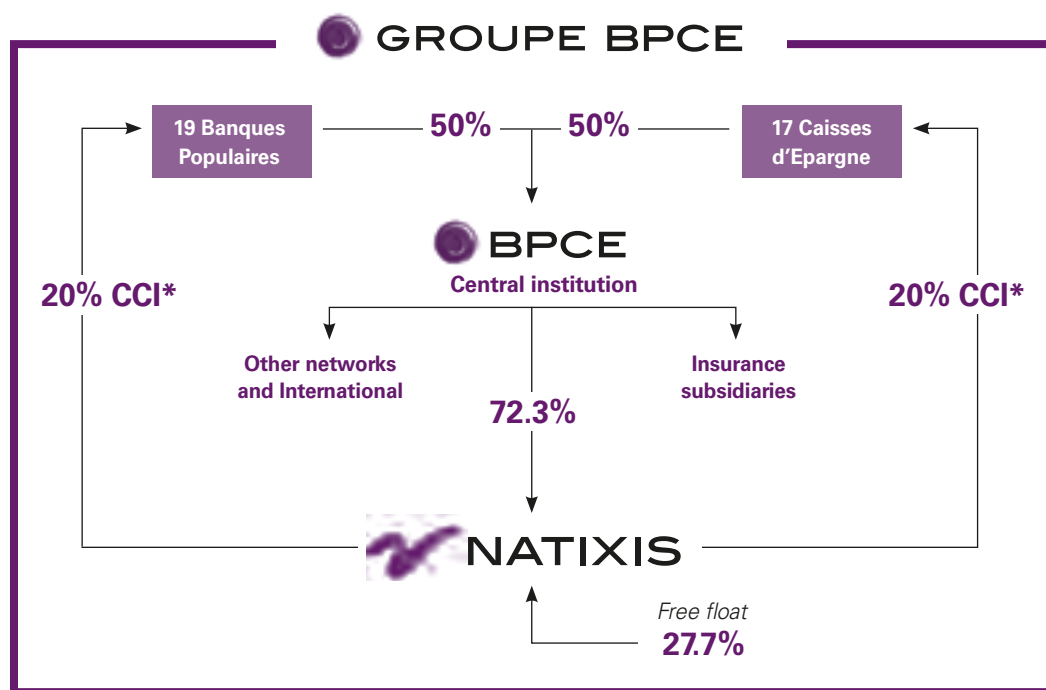 GROUPE BPCE
19 Banques
Populaires
50%
50%
17 Caisses
d'Epargne
BPCE
Central institution
20% CCI*
20% CCI*
Other networks
and International
Insurance
subsidiaries
72.3%
NATIXIS
Free float
27.7%